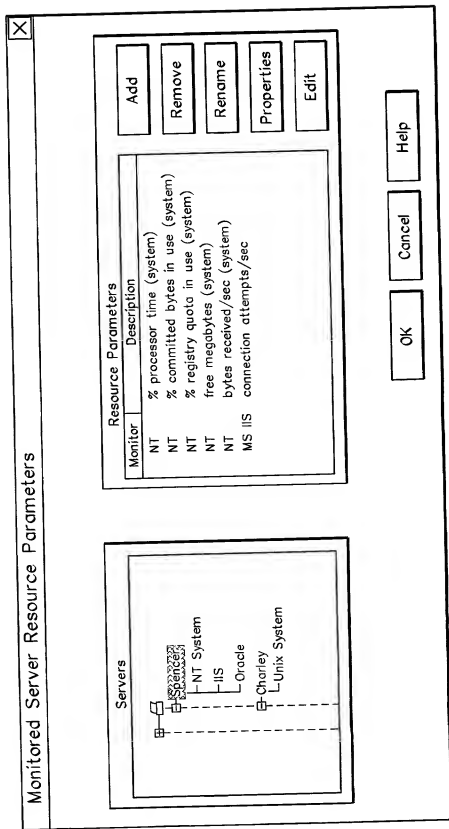 Monitored Server Resource Parameters
Servers
Spencer
NT System
IIS
Oracle
Charley
Unix System
Resource Parameters
Monitor Description
NT % processor time (system)
NT % committed bytes in use (system)
NT % registry quota in use (system)
NT free megabytes (system)
NT bytes received/sec (system)
MS IIS connection attempts/sec
Add
Remove
Rename
Properties
Edit
OK
Cancel
Help